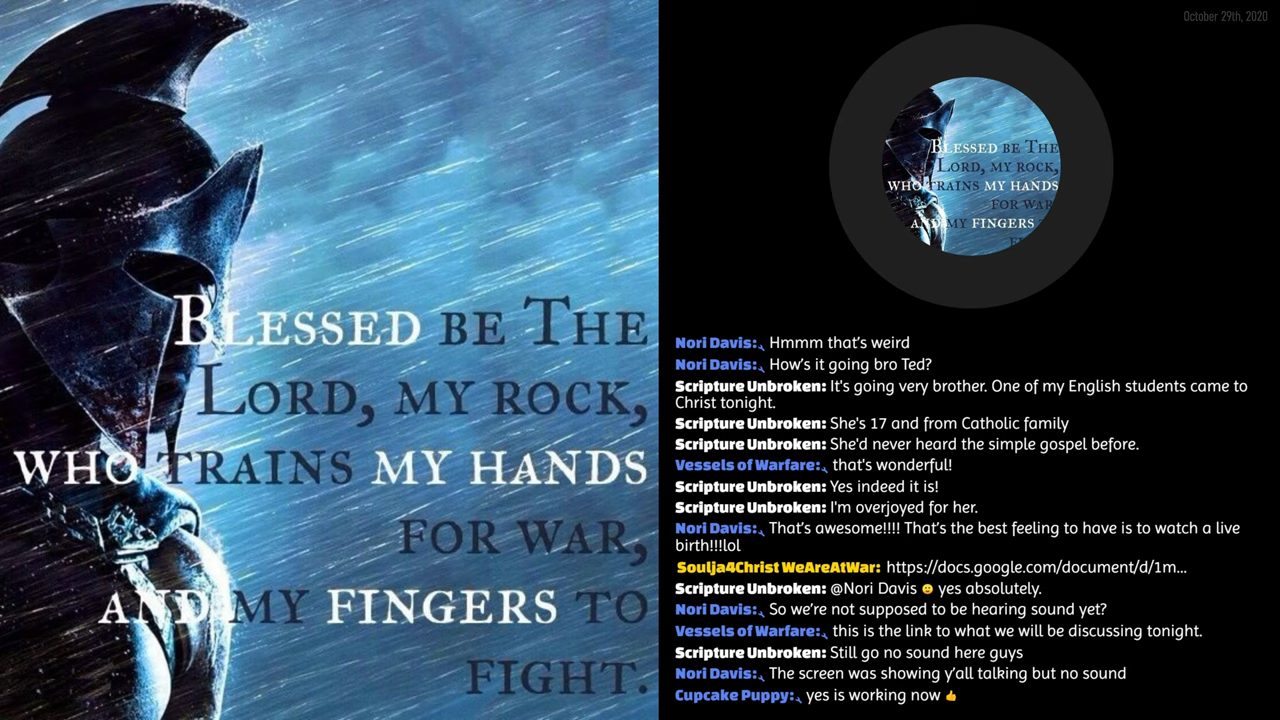 BLESSED BE THE
LORD, MY ROCK,
WHO TRAINS MY HANDS
FOR WAR,
AND MY FINGERS TO
FIGHT.
October 29th, 2020
BLESSED BE THE
LORD, MY ROCK,
WHO TRAINS MY HANDS
FOR WAR
AND MY FINGERS
Nori Davis: Hmmm that's weird
Nori Davis: How's it going bro Ted?
Scripture Unbroken: It's going very brother. One of my English students came to
Christ tonight.
Scripture Unbroken: She's 17 and from Catholic family
Scripture Unbroken: She'd never heard the simple gospel before.
Vessels of Warfare: that's wonderful!
Scripture Unbroken: Yes indeed it is!
Scripture Unbroken: I'm overjoyed for her.
Nori Davis: That's awesome!!!! That's the best feeling to have is to watch a live
birth!!!lol
Soulja4Christ WeAreAtWar: https://docs.google.com/document/d/1m...
Scripture Unbroken: @Nori Davis 🙂 yes absolutely.
Nori Davis: So we're not supposed to be hearing sound yet?
Vessels of Warfare: this is the link to what we will be discussing tonight.
Scripture Unbroken: Still go no sound here guys
Nori Davis: The screen was showing y'all talking but no sound
Cupcake Puppy: yes is working now 👍